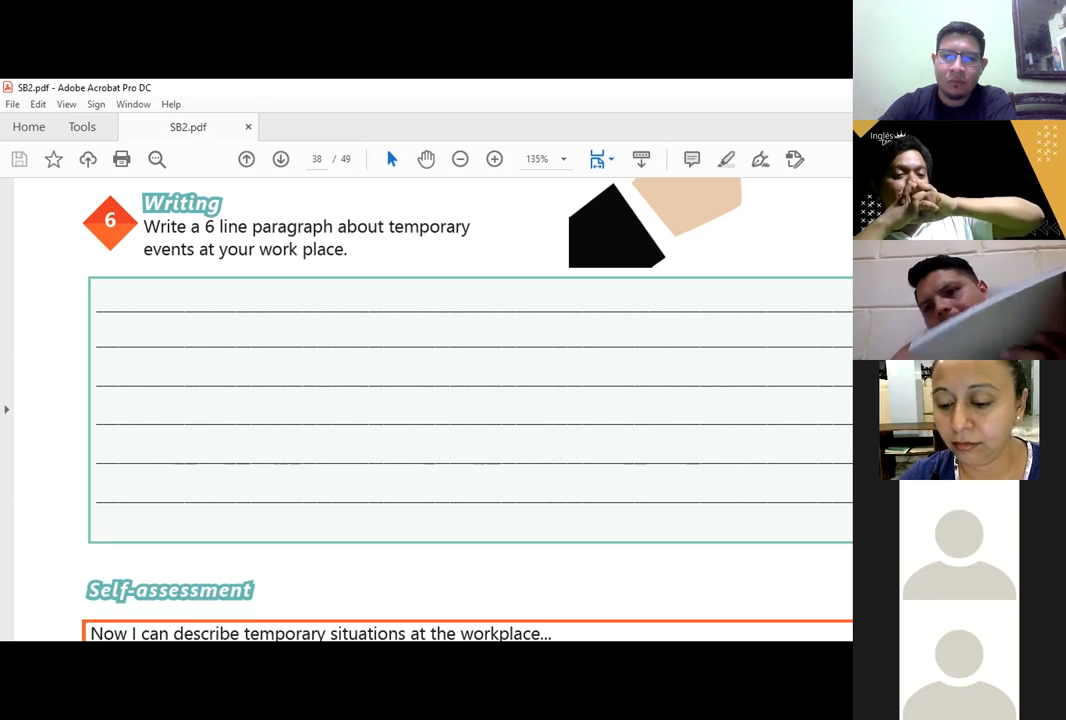 SB2.pdf - Adobe Acrobat Pro DC
File Edit View Sign Window Help
Home Tools SB2.pdf ×
38 / 49 135%
6 Writing
Write a 6 line paragraph about temporary
events at your work place.
Self-assessment
Now I can describe temporary situations at the workplace...
Inglés